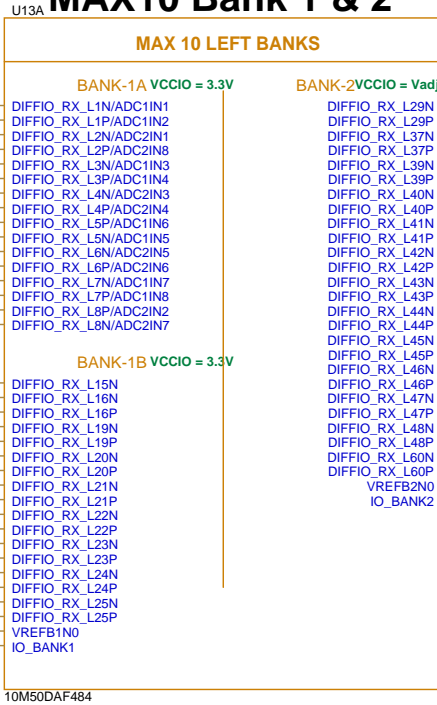 U13A MAX10 Bank 1 & 2
MAX 10 LEFT BANKS
BANK-1A VCCIO = 3.3V
DIFFIO_RX_L1N/ADC1IN1
DIFFIO_RX_L1P/ADC1IN2
DIFFIO_RX_L2N/ADC2IN1
DIFFIO_RX_L2P/ADC2IN8
DIFFIO_RX_L3N/ADC1IN3
DIFFIO_RX_L3P/ADC1IN4
DIFFIO_RX_L4N/ADC2IN3
DIFFIO_RX_L4P/ADC2IN4
DIFFIO_RX_L5P/ADC1IN6
DIFFIO_RX_L5N/ADC1IN5
DIFFIO_RX_L6N/ADC2IN5
DIFFIO_RX_L6P/ADC2IN6
DIFFIO_RX_L7N/ADC1IN7
DIFFIO_RX_L7P/ADC1IN8
DIFFIO_RX_L8P/ADC2IN2
DIFFIO_RX_L8N/ADC2IN7
BANK-1B VCCIO = 3.3V
DIFFIO_RX_L15N
DIFFIO_RX_L16N
DIFFIO_RX_L16P
DIFFIO_RX_L19N
DIFFIO_RX_L19P
DIFFIO_RX_L20N
DIFFIO_RX_L20P
DIFFIO_RX_L21N
DIFFIO_RX_L21P
DIFFIO_RX_L22N
DIFFIO_RX_L22P
DIFFIO_RX_L23N
DIFFIO_RX_L23P
DIFFIO_RX_L24N
DIFFIO_RX_L24P
DIFFIO_RX_L25N
DIFFIO_RX_L25P
VREFB1N0
IO_BANK1
BANK-2 VCCIO = Vadj
DIFFIO_RX_L29N
DIFFIO_RX_L29P
DIFFIO_RX_L37N
DIFFIO_RX_L37P
DIFFIO_RX_L39N
DIFFIO_RX_L39P
DIFFIO_RX_L40N
DIFFIO_RX_L40P
DIFFIO_RX_L41N
DIFFIO_RX_L41P
DIFFIO_RX_L42N
DIFFIO_RX_L42P
DIFFIO_RX_L43N
DIFFIO_RX_L43P
DIFFIO_RX_L44N
DIFFIO_RX_L44P
DIFFIO_RX_L45N
DIFFIO_RX_L45P
DIFFIO_RX_L46N
DIFFIO_RX_L46P
DIFFIO_RX_L47N
DIFFIO_RX_L47P
DIFFIO_RX_L48N
DIFFIO_RX_L48P
DIFFIO_RX_L60N
DIFFIO_RX_L60P
VREFB2N0
IO_BANK2
10M50DAF484